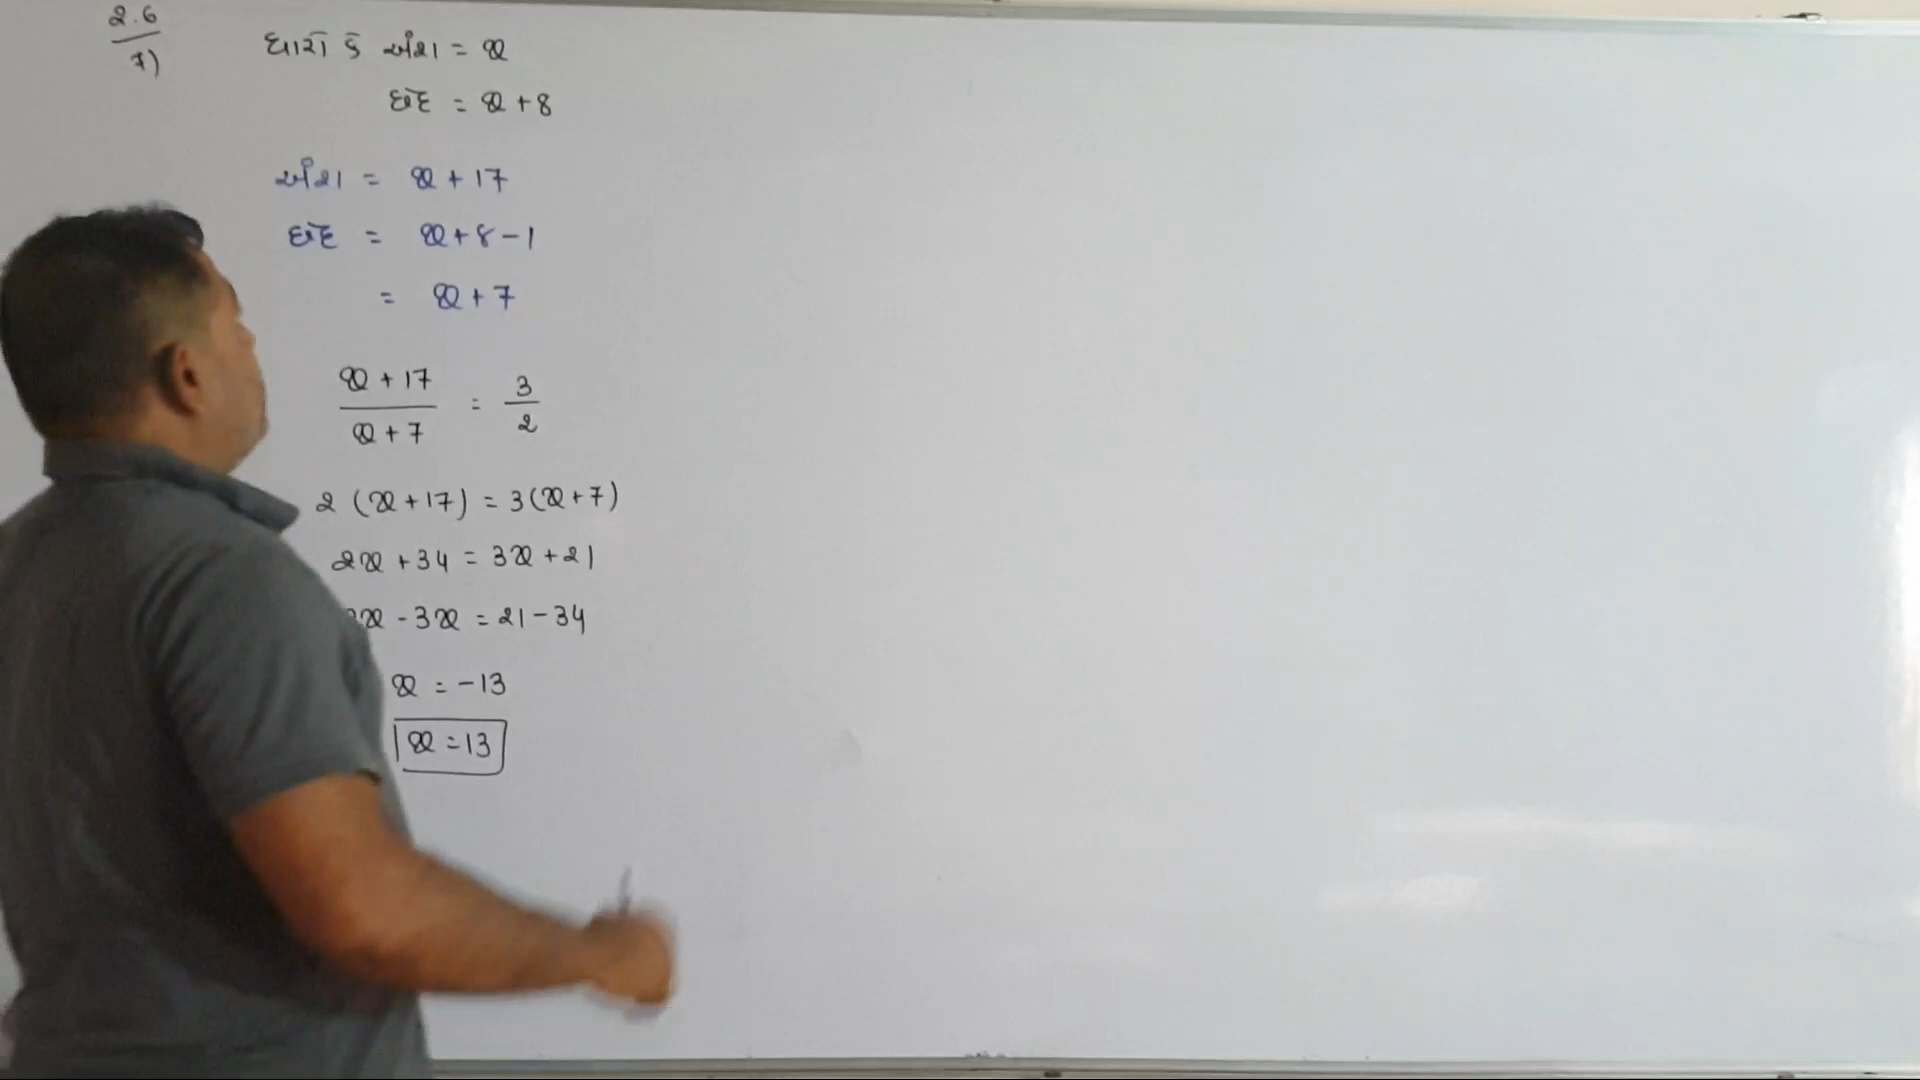 2.6
7)
ધારો કે અંશ = x
છેદ = x + 8
અંશ = x + 17
છેદ = x + 8 - 1
= x + 7
x + 17 / x + 7 = 3 / 2
2 (x + 17) = 3 (x + 7)
2x + 34 = 3x + 21
2x - 3x = 21 - 34
x = -13
x = 13